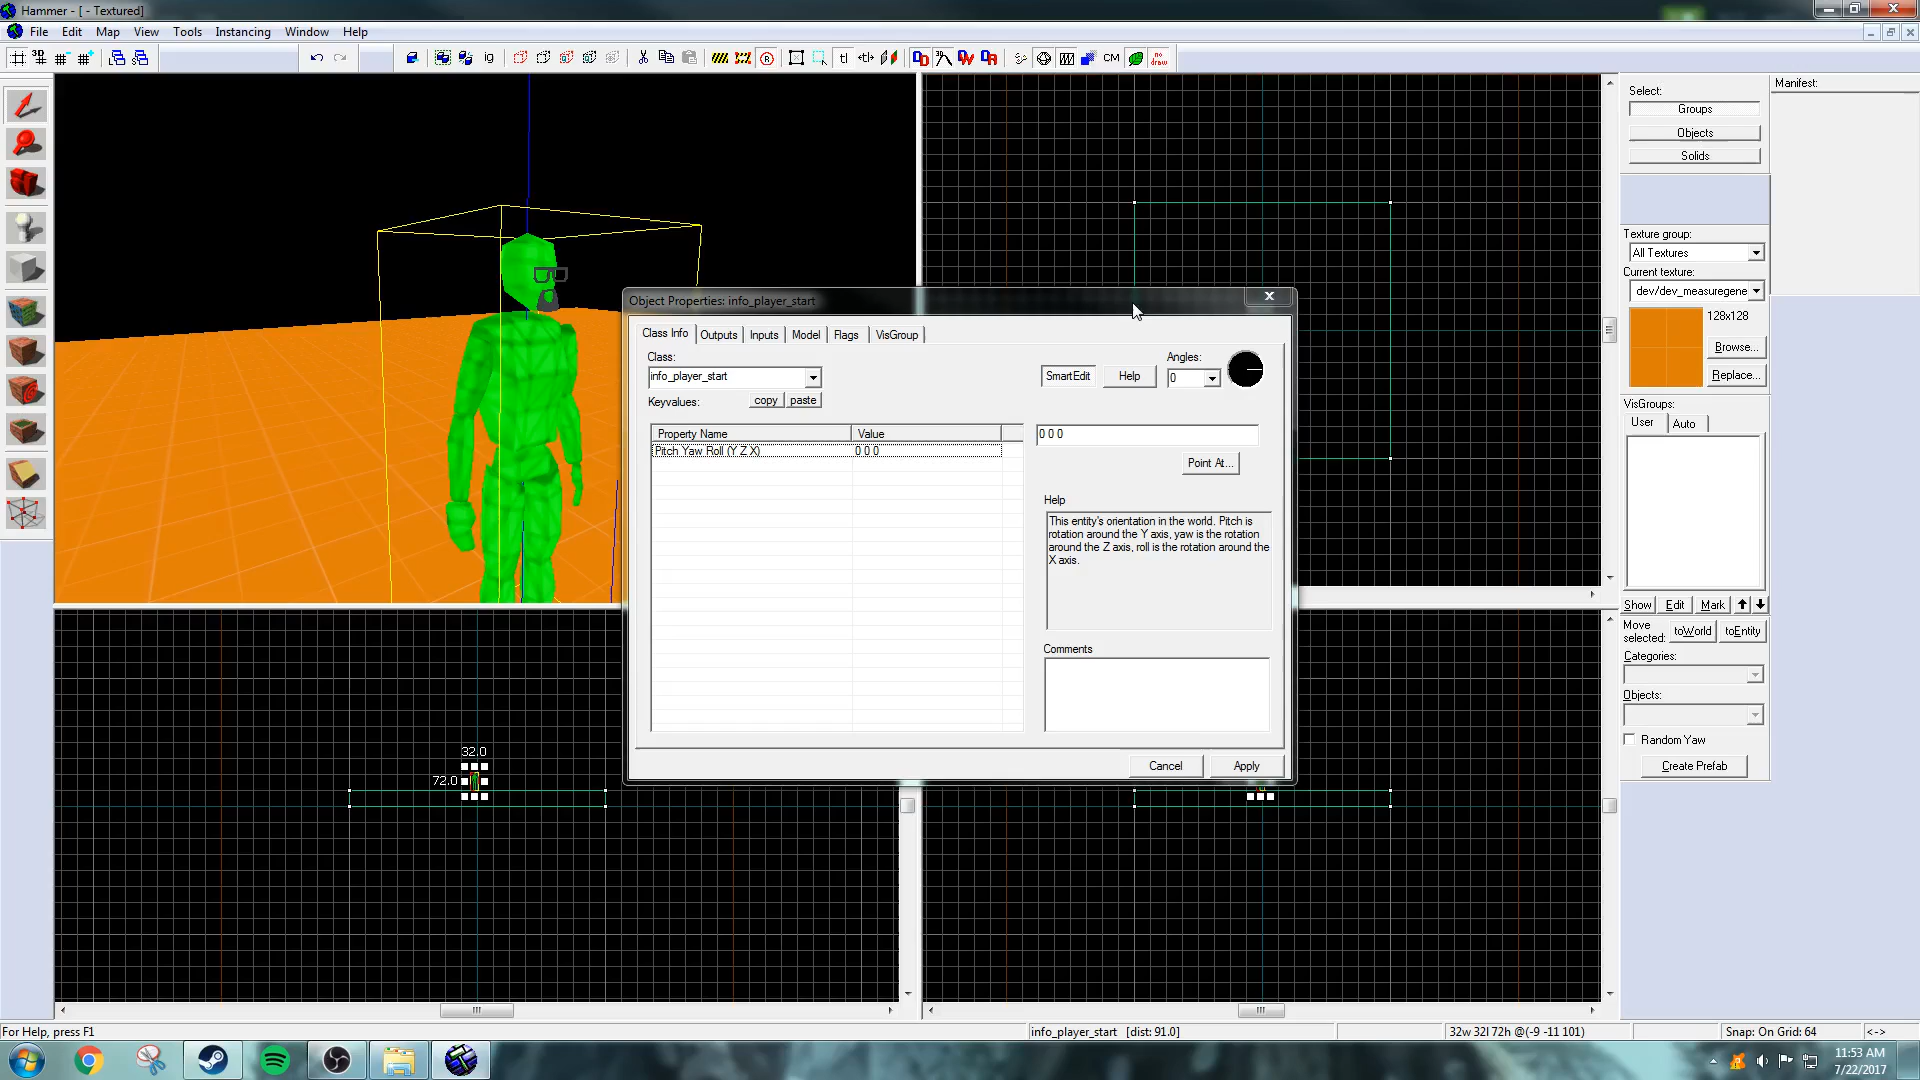 Hammer - [ - Textured]
File Edit Map View Tools Instancing Window Help
3D ig tl +t+ CM no draw
Select:
Groups
Objects
Solids
Manifest:
Texture group:
All Textures
Current texture:
dev/dev_measuregene
128x128
Browse...
Replace...
VisGroups:
User Auto
Show Edit Mark
Move selected: toWorld toEntity
Categories:
Objects:
Random Yaw
Create Prefab
Object Properties: info_player_start
Class Info Outputs Inputs Model Flags VisGroup
Class:
info_player_start
SmartEdit Help
Angles:
0
Keyvalues: copy paste
Property Name Value
Pitch Yaw Roll (Y Z X) 0 0 0
0 0 0
Point At...
Help
This entity's orientation in the world. Pitch is
rotation around the Y axis, yaw is the rotation
around the Z axis, roll is the rotation around the
X axis.
Comments
Cancel Apply
32.0
72.0
For Help, press F1
info_player_start [dist: 91.0]
32w 32l 72h @(-9 -11 101)
Snap: On Grid: 64
<->
11:53 AM
7/22/2017